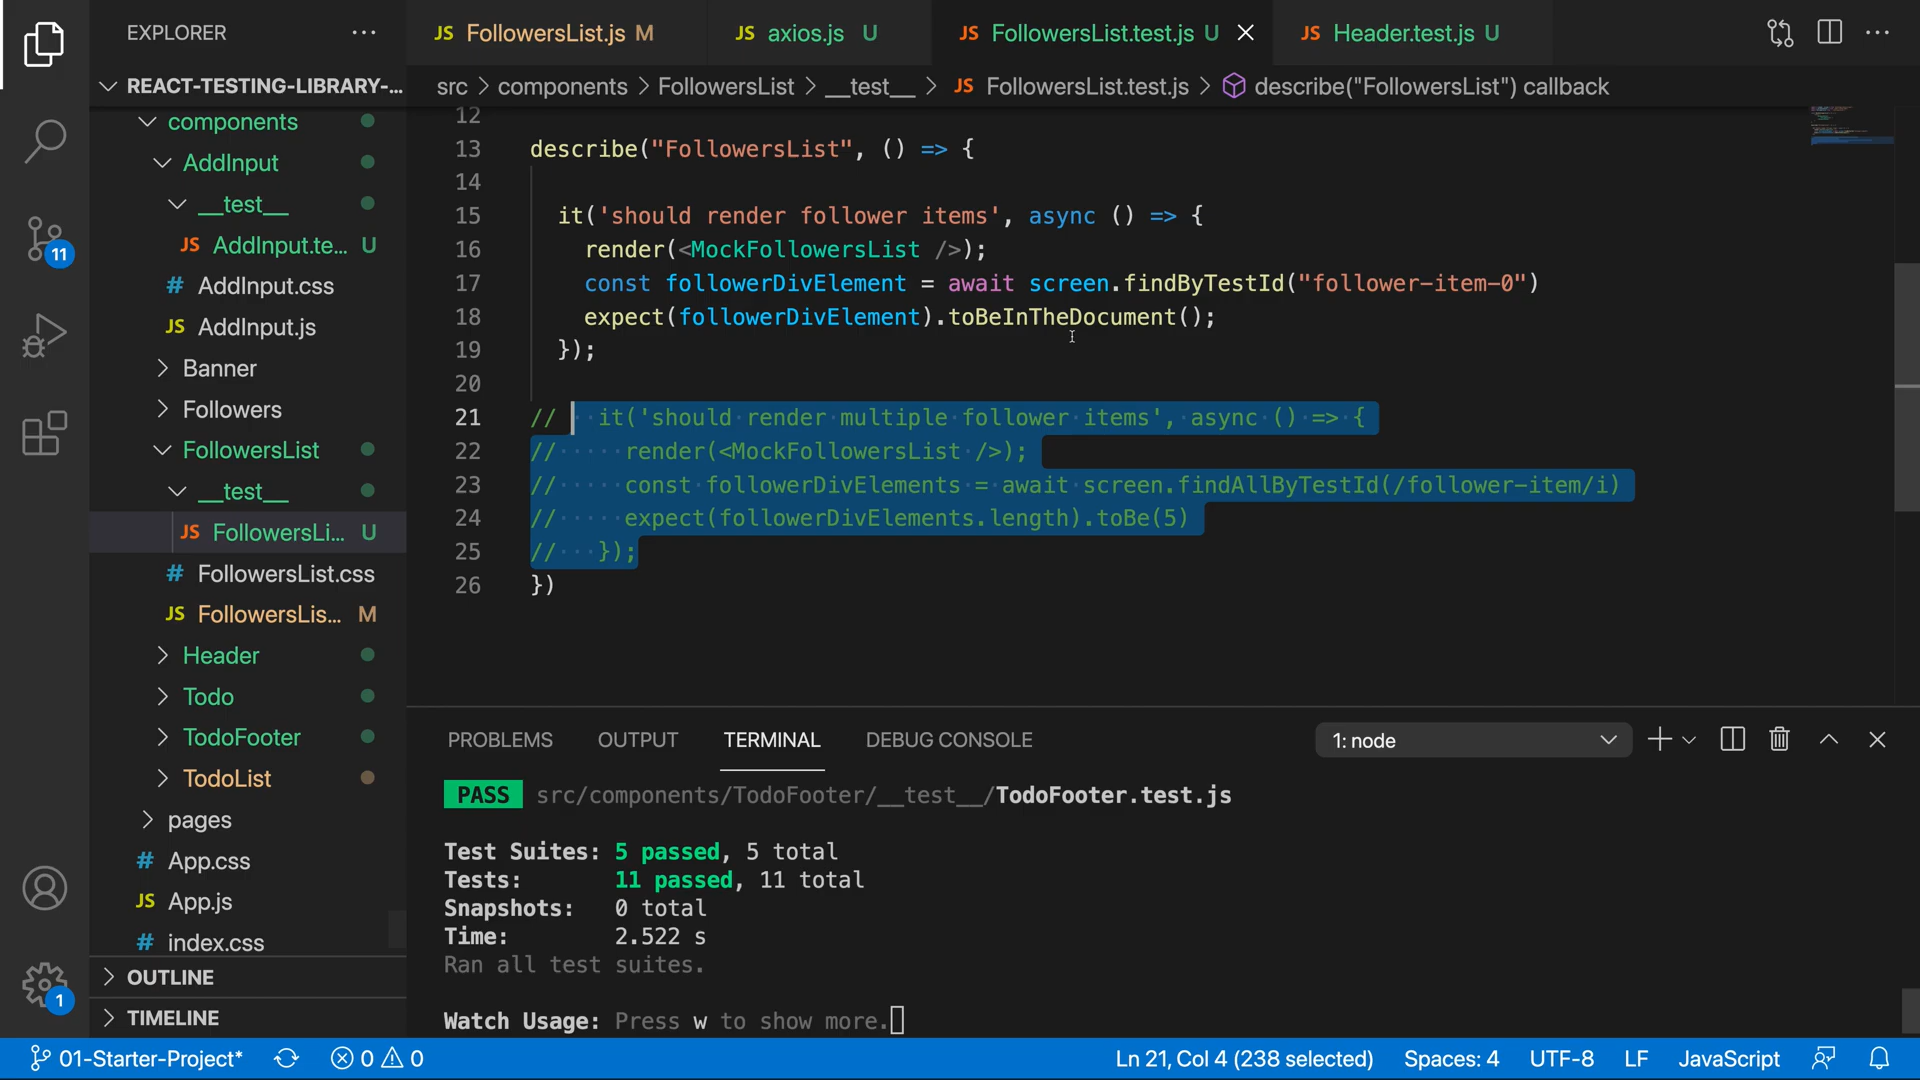 EXPLORER
REACT-TESTING-LIBRARY-...
components
AddInput
__test__
JS AddInput.te... U
# AddInput.css
JS AddInput.js
Banner
Followers
FollowersList
__test__
JS FollowersLi... U
# FollowersList.css
JS FollowersLis... M
Header
Todo
TodoFooter
TodoList
pages
# App.css
JS App.js
# index.css
OUTLINE
TIMELINE
11
1
JS FollowersList.js M
JS axios.js U
JS FollowersList.test.js U
JS Header.test.js U
src > components > FollowersList > __test__ > JS FollowersList.test.js > describe("FollowersList") callback
12
13 describe("FollowersList", () => {
14
15 it('should render follower items', async () => {
16 render(<MockFollowersList />);
17 const followerDivElement = await screen.findByTestId("follower-item-0")
18 expect(followerDivElement).toBeInTheDocument();
19 });
20
21 // it('should render multiple follower items', async () => {
22 // render(<MockFollowersList />);
23 // const followerDivElements = await screen.findAllByTestId(/follower-item/i)
24 // expect(followerDivElements.length).toBe(5)
25 // });
26 })
PROBLEMS OUTPUT TERMINAL DEBUG CONSOLE
1: node
PASS src/components/TodoFooter/__test__/TodoFooter.test.js
Test Suites: 5 passed, 5 total
Tests: 11 passed, 11 total
Snapshots: 0 total
Time: 2.522 s
Ran all test suites.
Watch Usage: Press w to show more.
01-Starter-Project* 0 0 Ln 21, Col 4 (238 selected) Spaces: 4 UTF-8 LF JavaScript